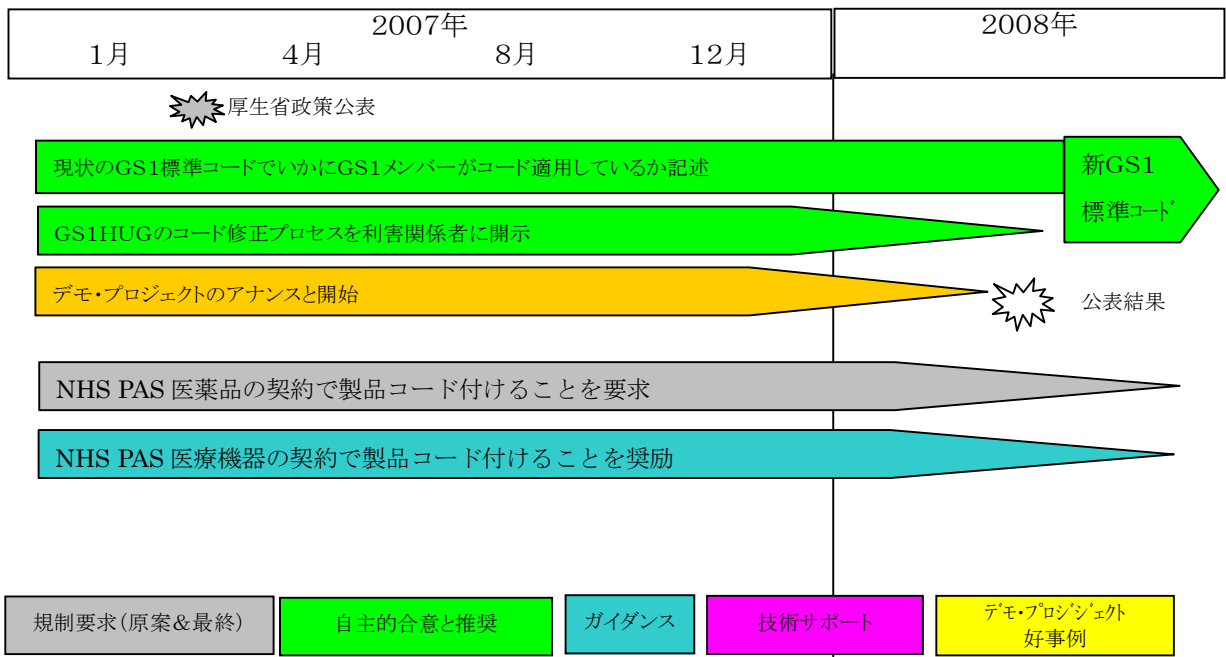 2007年
2008年
1月 4月 8月 12月
厚生省政策公表
現状のGS1標準コードでいかにGS1メンバーがコード適用しているか記述
新GS1
標準コード
GS1HUGのコード修正プロセスを利害関係者に開示
デモ・プロジェクトのアナンスと開始
公表結果
NHS PAS 医薬品の契約で製品コード付けることを要求
NHS PAS 医療機器の契約で製品コード付けることを奨励
規制要求(原案&最終)
自主的合意と推奨
ガイダンス
技術サポート
デモ・プロジジェクト
好事例